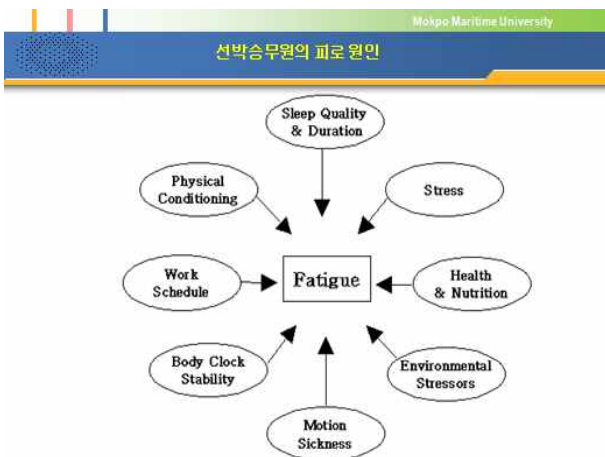 Mokpo Maritime University
선박승무원의 피로 원인
Sleep Quality
& Duration
Physical
Conditioning
Stress
Work
Schedule
Fatigue
Health
& Nutrition
Body Clock
Stability
Environmental
Stressors
Motion
Sickness